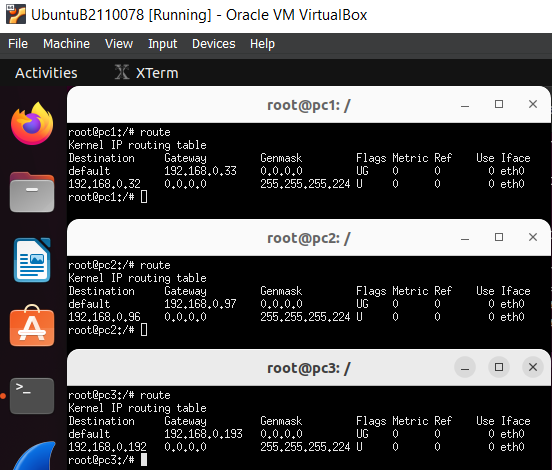 UbuntuB2110078 [Running] - Oracle VM VirtualBox
File Machine View Input Devices Help
Activities XTerm
root@pc1: /
root@pc1:/# route
Kernel IP routing table
Destination Gateway Genmask Flags Metric Ref Use Iface
default 192.168.0.33 0.0.0.0 UG 0 0 0 eth0
192.168.0.32 0.0.0.0 255.255.255.224 U 0 0 0 eth0
root@pc1:/#
root@pc2: /
root@pc2:/# route
Kernel IP routing table
Destination Gateway Genmask Flags Metric Ref Use Iface
default 192.168.0.97 0.0.0.0 UG 0 0 0 eth0
192.168.0.96 0.0.0.0 255.255.255.224 U 0 0 0 eth0
root@pc2:/#
root@pc3: /
root@pc3:/# route
Kernel IP routing table
Destination Gateway Genmask Flags Metric Ref Use Iface
default 192.168.0.193 0.0.0.0 UG 0 0 0 eth0
192.168.0.192 0.0.0.0 255.255.255.224 U 0 0 0 eth0
root@pc3:/#